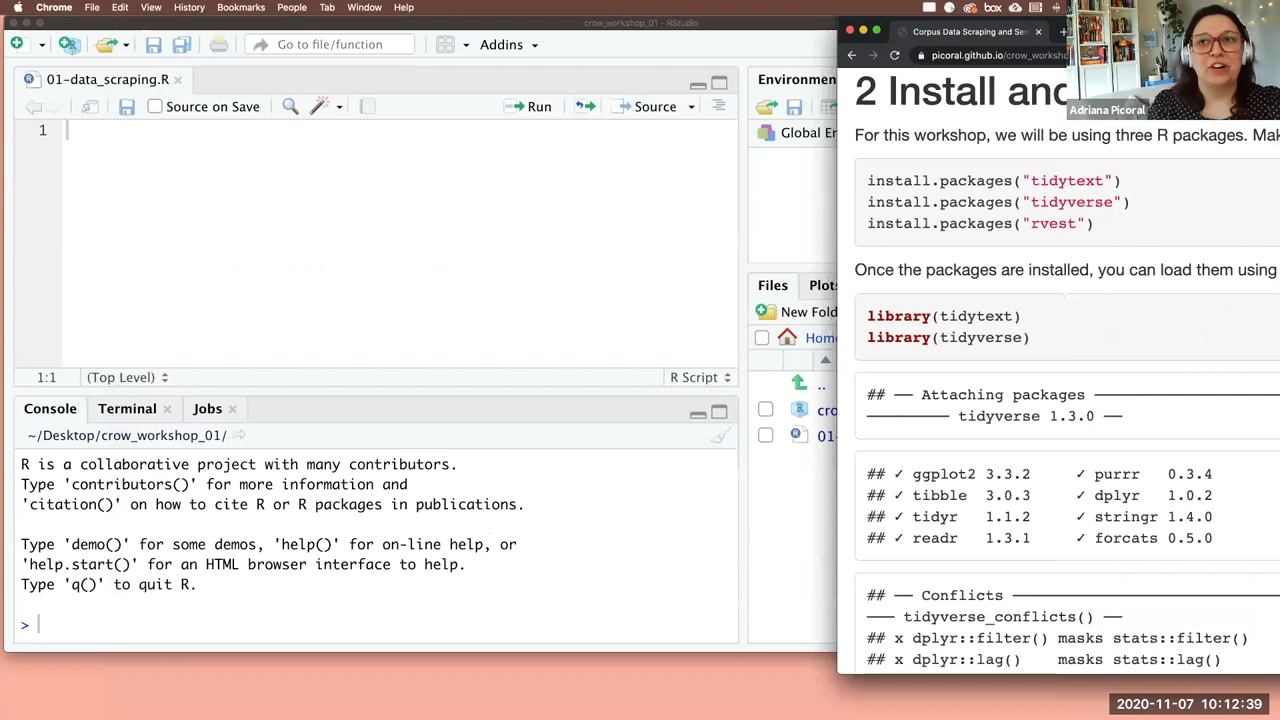 Chrome File Edit View History Bookmarks People Tab Window Help
box
crow_workshop_01 - RStudio
Go to file/function
Addins
01-data_scraping.R
Source on Save
Run
Source
1
1:1 (Top Level) R Script
Console Terminal Jobs
~/Desktop/crow_workshop_01/
R is a collaborative project with many contributors.
Type 'contributors()' for more information and
'citation()' on how to cite R or R packages in publications.
Type 'demo()' for some demos, 'help()' for on-line help, or
'help.start()' for an HTML browser interface to help.
Type 'q()' to quit R.
>
Environmen
Global En
Files Plots
New Fold
Home
..
cro
01-
Corpus Data Scraping and Sen
picoral.github.io/crow_worksho
Adriana Picoral
2 Install and
For this workshop, we will be using three R packages. Mak
install.packages("tidytext")
install.packages("tidyverse")
install.packages("rvest")
Once the packages are installed, you can load them using
library(tidytext)
library(tidyverse)
## ── Attaching packages ──────────────
───────── tidyverse 1.3.0 ──
## ✓ ggplot2 3.3.2 ✓ purrr 0.3.4
## ✓ tibble 3.0.3 ✓ dplyr 1.0.2
## ✓ tidyr 1.1.2 ✓ stringr 1.4.0
## ✓ readr 1.3.1 ✓ forcats 0.5.0
## ── Conflicts ──────────────
─── tidyverse_conflicts() ──
## x dplyr::filter() masks stats::filter()
## x dplyr::lag() masks stats::lag()
2020-11-07 10:12:39